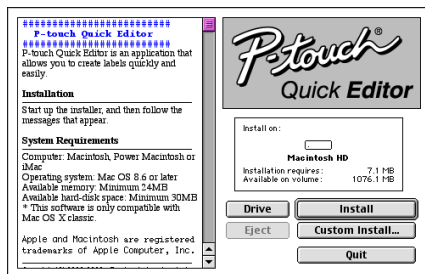 ########################
P-touch Quick Editor
########################
P-touch Quick Editor is an application that
allows you to create labels quickly and
easily.
Installation
Start up the installer, and then follow the
messages that appear.
System Requirements
Computer: Macintosh, Power Macintosh or
iMac
Operating system: Mac OS 8.6 or later
Available memory: Minimum 24MB
Available hard-disk space: Minimum 30MB
* This software is only compatible with
Mac OS X classic.
Apple and Macintosh are registered
trademarks of Apple Computer, Inc.
P-touch®
Quick Editor
Install on:
Macintosh HD
Installation requires: 7.1 MB
Available on volume: 1076.1 MB
Drive
Install
Eject
Custom Install...
Quit